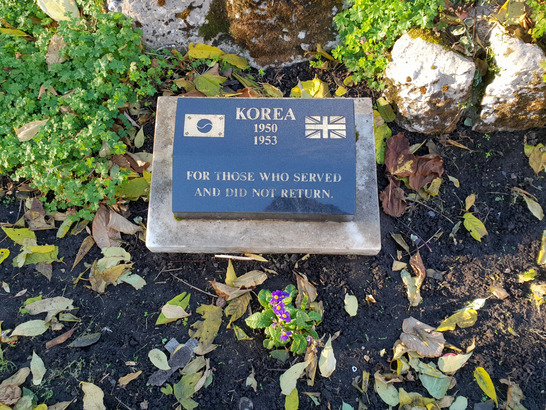 KOREA
1950
1953
FOR THOSE WHO SERVED
AND DID NOT RETURN.